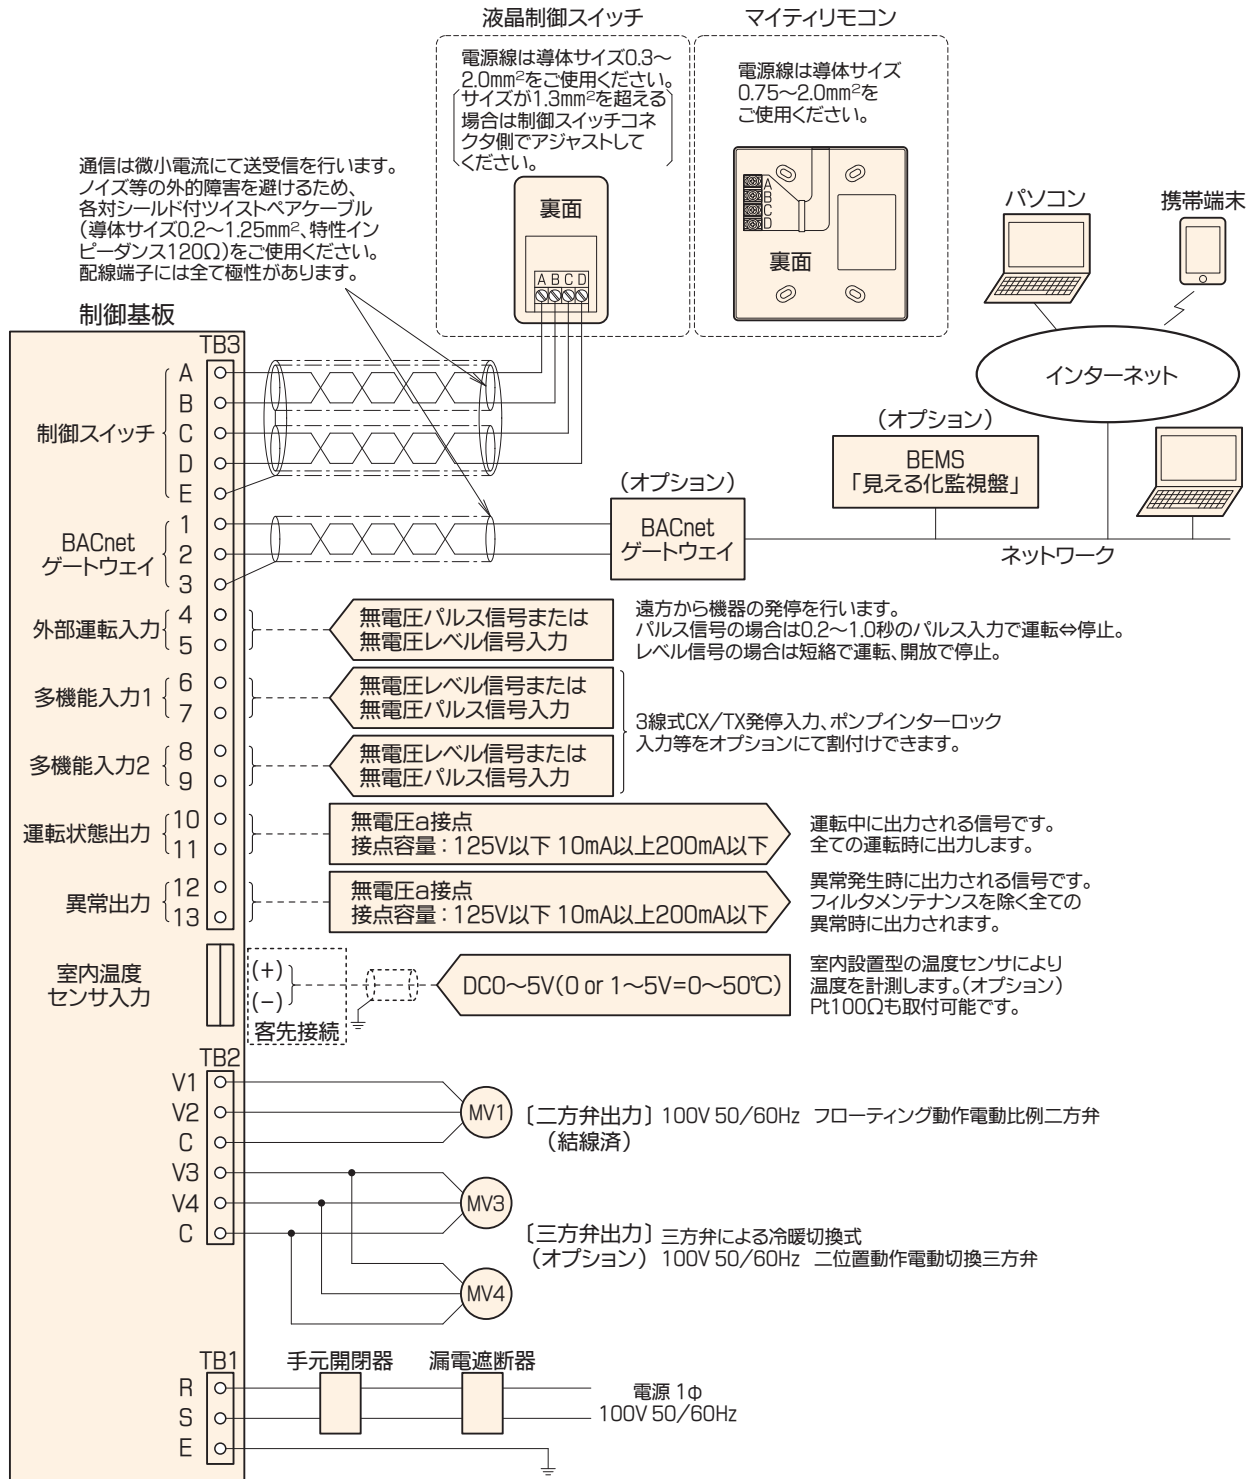 液晶制御スイッチ
電源線は導体サイズ0.3～
2.0mm²をご使用ください。
サイズが1.3mm²を超える
場合は制御スイッチコネ
クタ側でアジャストして
ください。
裏面
A B C D
マイティリモコン
電源線は導体サイズ
0.75～2.0mm²を
ご使用ください。
A
B
C
D
裏面
通信は微小電流にて送受信を行います。
ノイズ等の外的障害を避けるため、
各対シールド付ツイストペアケーブル
(導体サイズ0.2～1.25mm²、特性イン
ピーダンス120Ω)をご使用ください。
配線端子には全て極性があります。
パソコン
携帯端末
インターネット
(オプション)
BEMS
「見える化監視盤」
(オプション)
BACnet
ゲートウェイ
ネットワーク
制御基板
TB3
制御スイッチ
A
B
C
D
E
BACnet
ゲートウェイ
1
2
3
外部運転入力
4
5
無電圧パルス信号または
無電圧レベル信号入力
遠方から機器の発停を行います。
パルス信号の場合は0.2～1.0秒のパルス入力で運転⇔停止。
レベル信号の場合は短絡で運転、開放で停止。
多機能入力1
6
7
無電圧レベル信号または
無電圧パルス信号入力
多機能入力2
8
9
無電圧レベル信号または
無電圧パルス信号入力
3線式CX/TX発停入力、ポンプインターロック
入力等をオプションにて割付けできます。
運転状態出力
10
11
無電圧a接点
接点容量：125V以下 10mA以上200mA以下
運転中に出力される信号です。
全ての運転時に出力します。
異常出力
12
13
無電圧a接点
接点容量：125V以下 10mA以上200mA以下
異常発生時に出力される信号です。
フィルタメンテナンスを除く全ての
異常時に出力されます。
室内温度
センサ入力
(+)
(−)
客先接続
DC0～5V(0 or 1～5V=0～50℃)
室内設置型の温度センサにより
温度を計測します。(オプション)
Pt100Ωも取付可能です。
TB2
V1
V2
C
V3
V4
C
MV1
〔二方弁出力〕 100V 50/60Hz フローティング動作電動比例二方弁
(結線済)
MV3
〔三方弁出力〕 三方弁による冷暖切換式
(オプション) 100V 50/60Hz 二位置動作電動切換三方弁
MV4
TB1
手元開閉器
漏電遮断器
R
S
E
電源 1φ
100V 50/60Hz